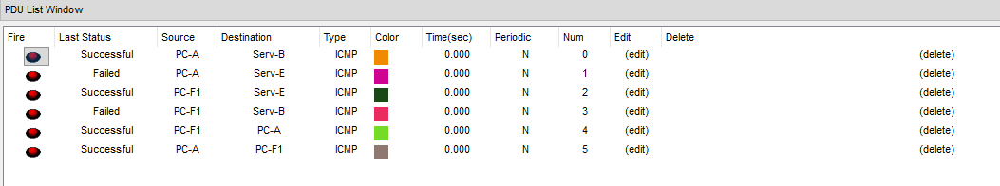 PDU List Window
Fire Last Status Source Destination Type Color Time(sec) Periodic Num Edit Delete
Successful PC-A Serv-B ICMP 0.000 N 0 (edit) (delete)
Failed PC-A Serv-E ICMP 0.000 N 1 (edit) (delete)
Successful PC-F1 Serv-E ICMP 0.000 N 2 (edit) (delete)
Failed PC-F1 Serv-B ICMP 0.000 N 3 (edit) (delete)
Successful PC-F1 PC-A ICMP 0.000 N 4 (edit) (delete)
Successful PC-A PC-F1 ICMP 0.000 N 5 (edit) (delete)